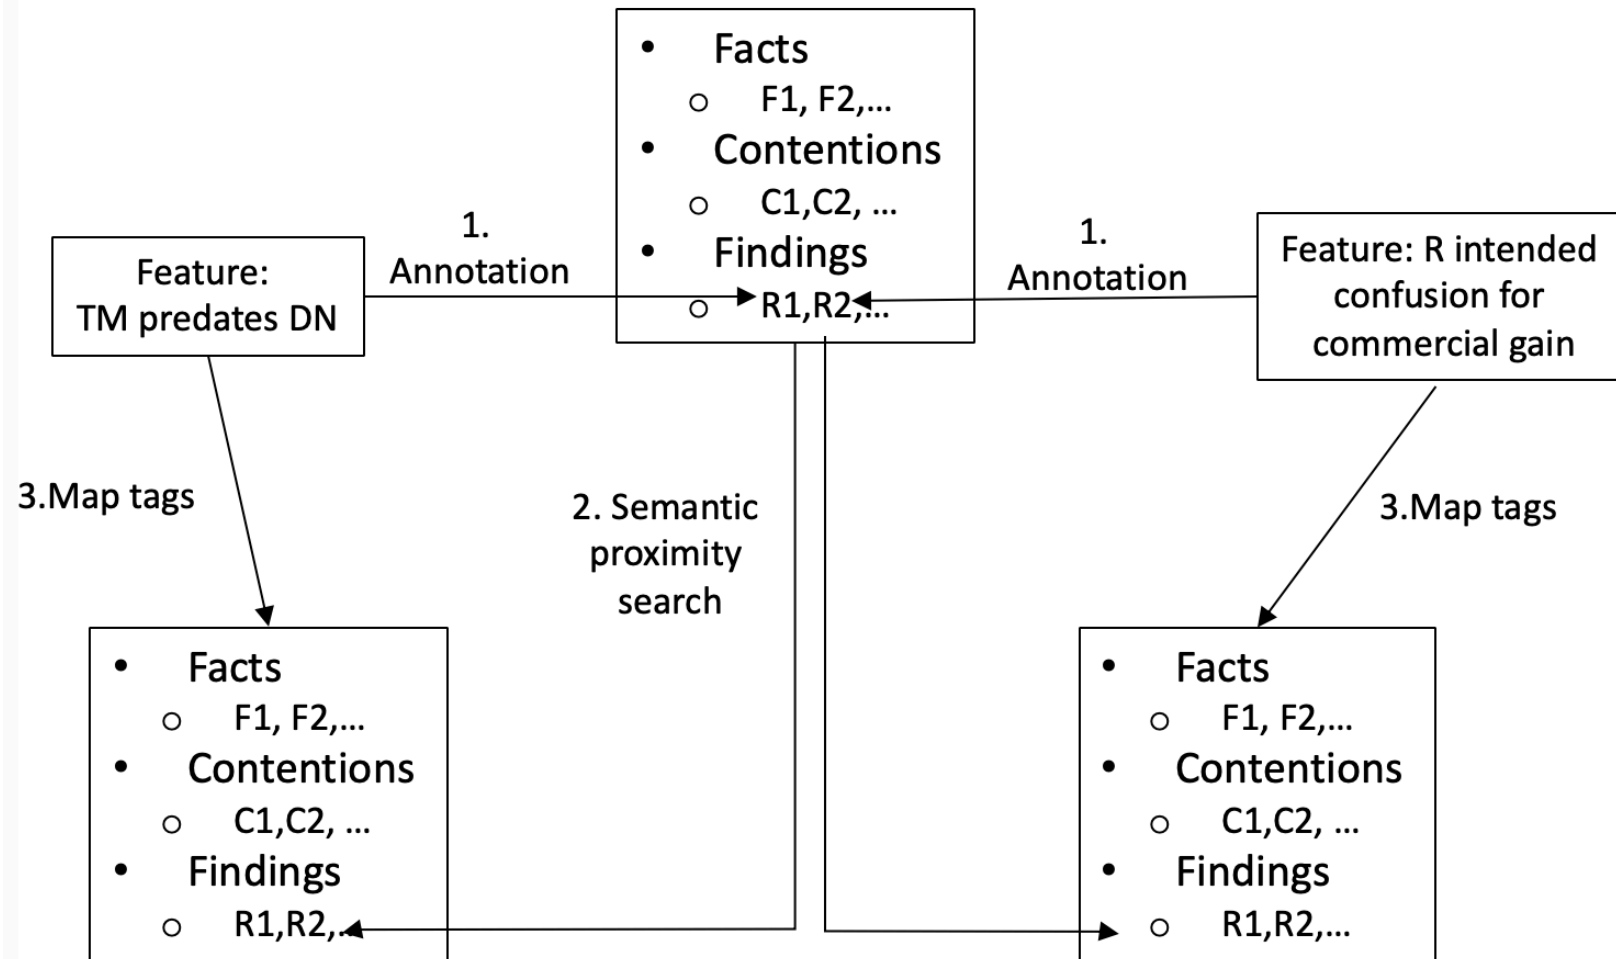 • Facts
o F1, F2,...
• Contentions
o C1,C2, ...
• Findings
o R1,R2,...
Feature:
TM predates DN
1.
Annotation
1.
Annotation
Feature: R intended
confusion for
commercial gain
3.Map tags
2. Semantic
proximity
search
3.Map tags
• Facts
o F1, F2,...
• Contentions
o C1,C2, ...
• Findings
o R1,R2,...
• Facts
o F1, F2,...
• Contentions
o C1,C2, ...
• Findings
o R1,R2,...